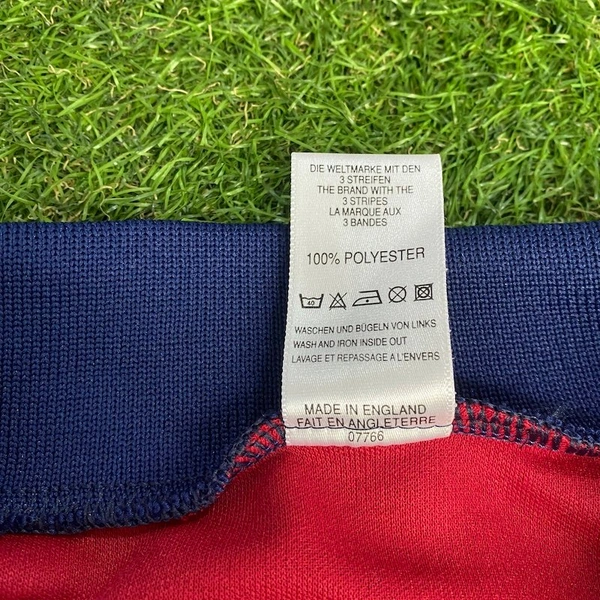 DIE WELTMARKE MIT DEN
3 STREIFEN
THE BRAND WITH THE
3 STRIPES
LA MARQUE AUX
3 BANDES
100% POLYESTER
40
WASCHEN UND BÜGELN VON LINKS
WASH AND IRON INSIDE OUT
LAVAGE ET REPASSAGE A L'ENVERS
MADE IN ENGLAND
FAIT EN ANGLETERRE
07766